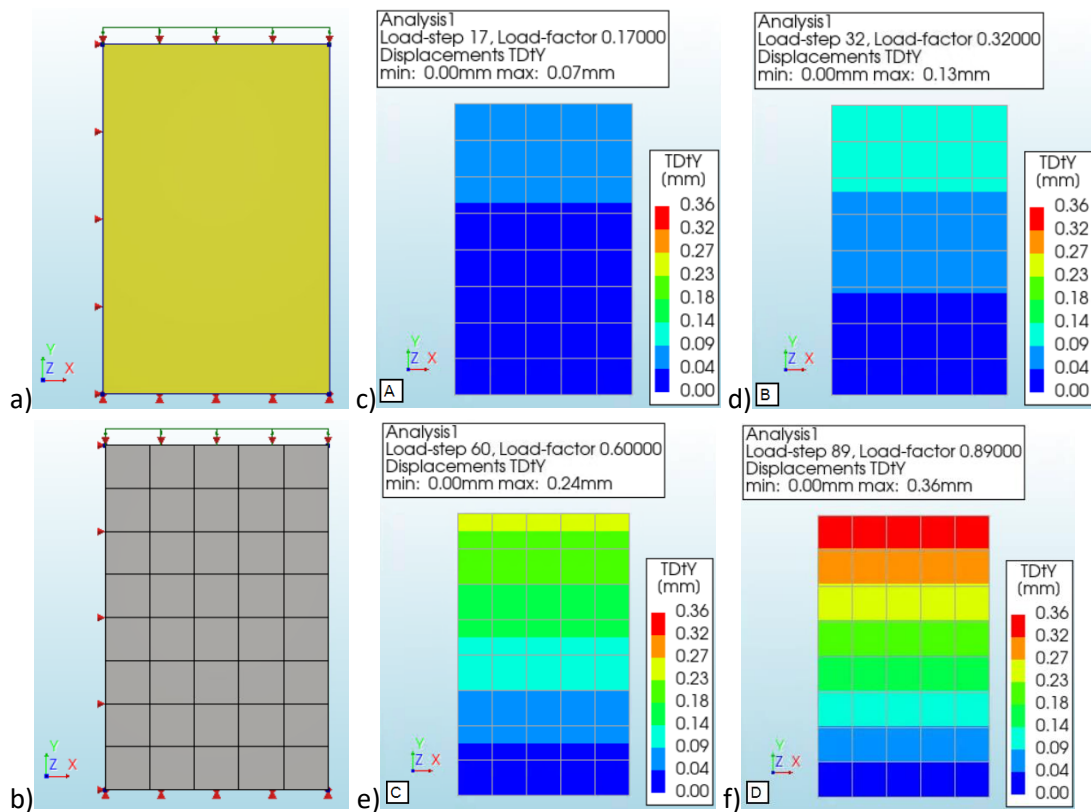 Y
Z X
a)
Analysis1
Load-step 17, Load-factor 0.17000
Displacements TDtY
min: 0.00mm max: 0.07mm
TDtY
(mm)
0.36
0.32
0.27
0.23
0.18
0.14
0.09
0.04
0.00
Y
Z X
c) A
Analysis1
Load-step 32, Load-factor 0.32000
Displacements TDtY
min: 0.00mm max: 0.13mm
TDtY
(mm)
0.36
0.32
0.27
0.23
0.18
0.14
0.09
0.04
0.00
Y
Z X
d) B
Y
Z X
b)
Analysis1
Load-step 60, Load-factor 0.60000
Displacements TDtY
min: 0.00mm max: 0.24mm
TDtY
(mm)
0.36
0.32
0.27
0.23
0.18
0.14
0.09
0.04
0.00
Y
Z X
e) C
Analysis1
Load-step 89, Load-factor 0.89000
Displacements TDtY
min: 0.00mm max: 0.36mm
TDtY
(mm)
0.36
0.32
0.27
0.23
0.18
0.14
0.09
0.04
0.00
Y
Z X
f) D